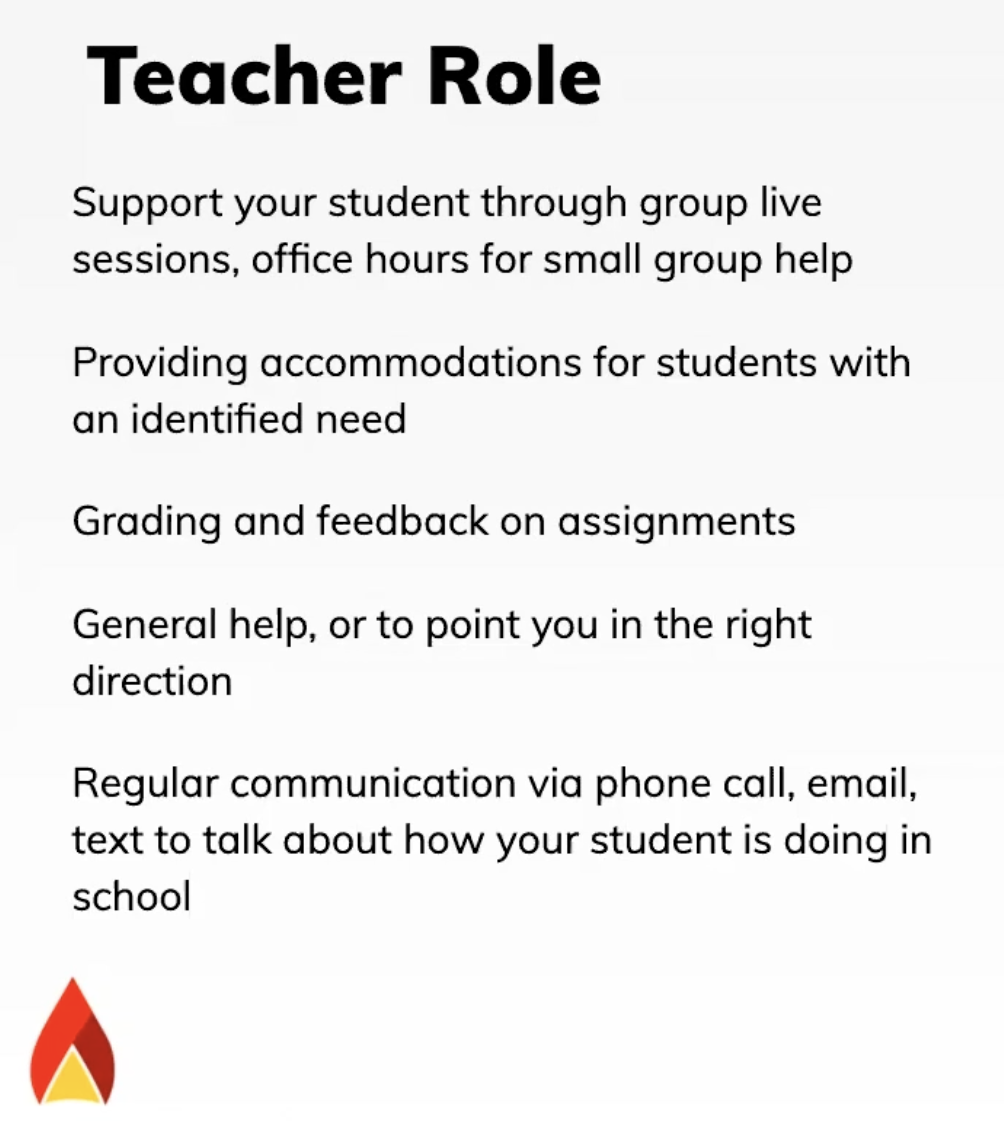 Teacher Role
Support your student through group live
sessions, office hours for small group help
Providing accommodations for students with
an identified need
Grading and feedback on assignments
General help, or to point you in the right
direction
Regular communication via phone call, email,
text to talk about how your student is doing in
school